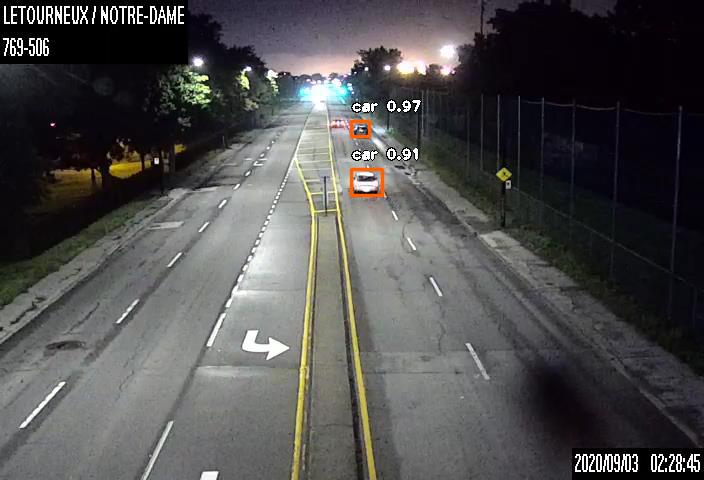 LETOURNEUX / NOTRE-DAME
769-506
car 0.97
car 0.91
2020/09/03 02:28:45